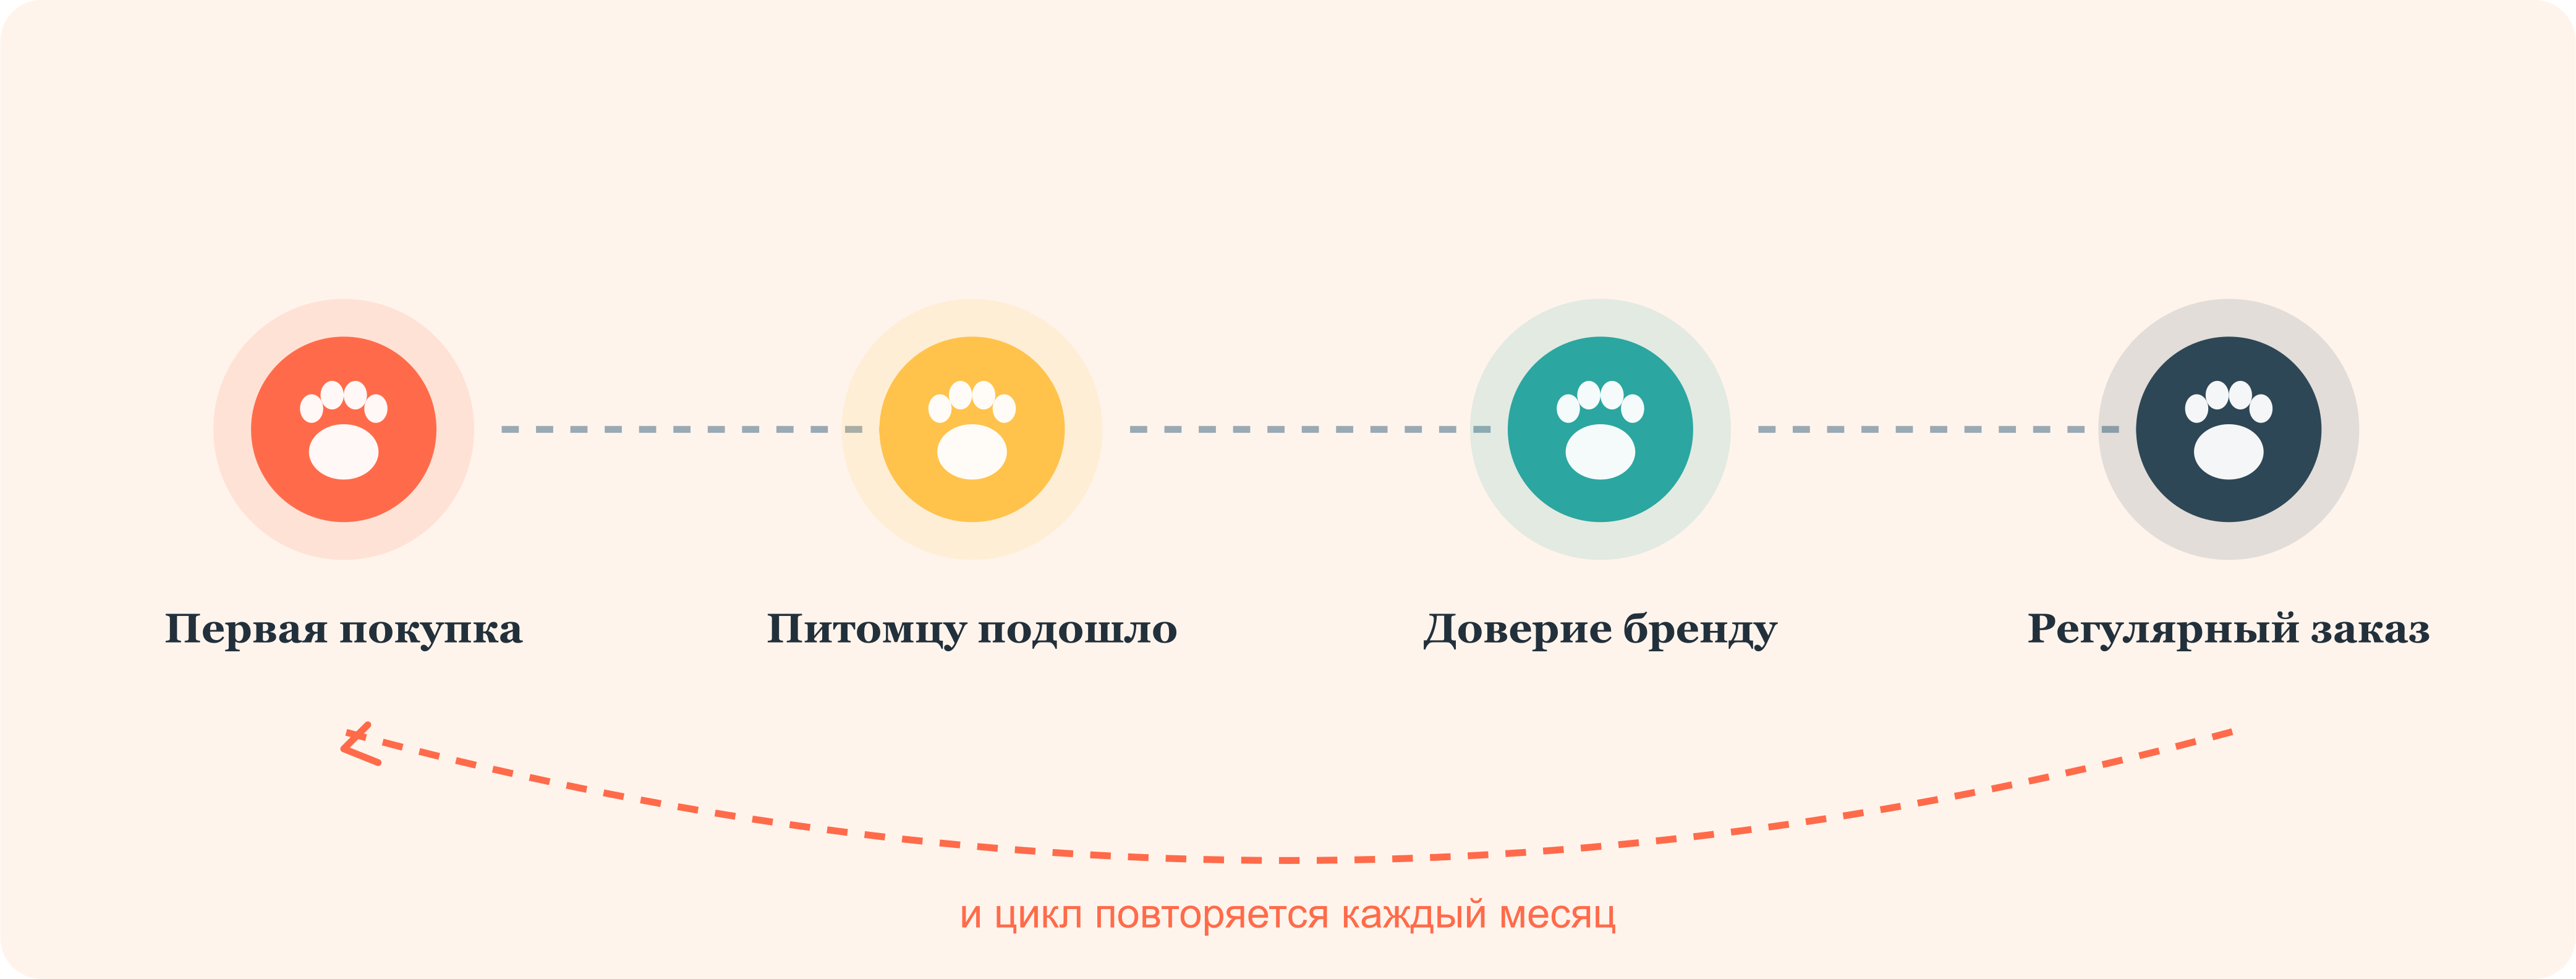 Первая покупка
Питомцу подошло
Доверие бренду
Регулярный заказ
и цикл повторяется каждый месяц